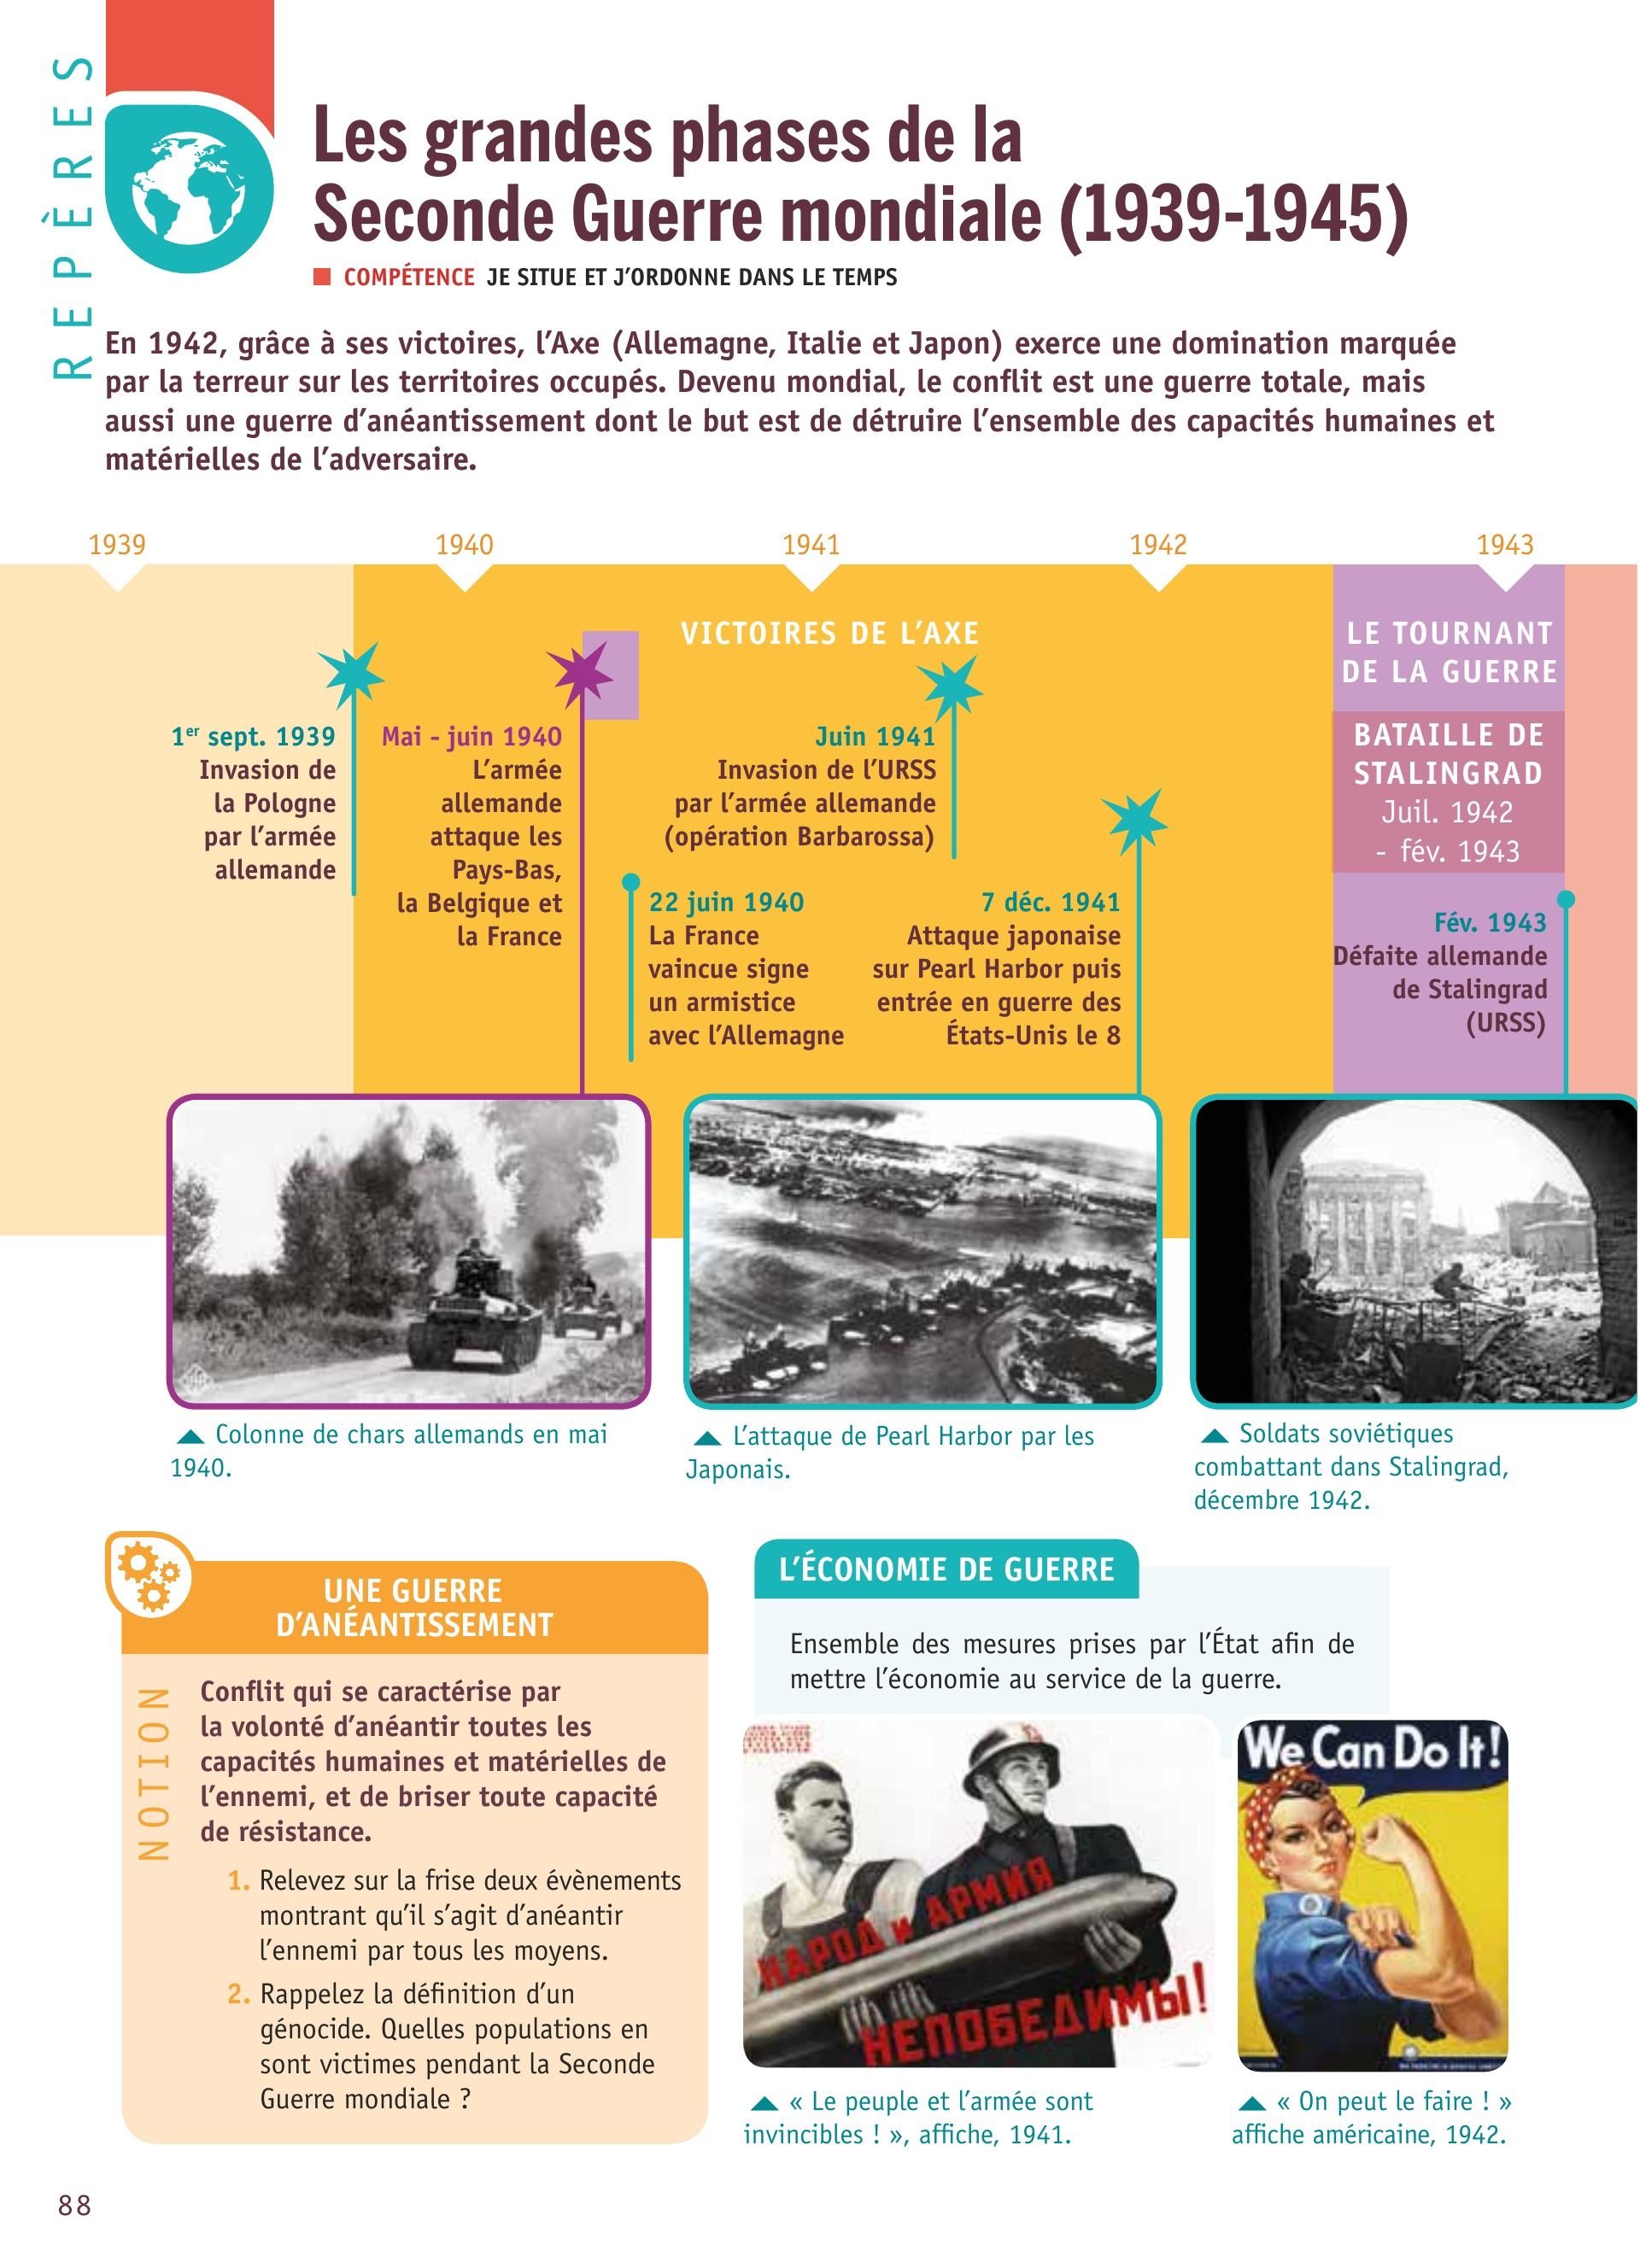 REPÈRES
Les grandes phases de la
Seconde Guerre mondiale (1939-1945)
COMPÉTENCE JE SITUE ET J'ORDONNE DANS LE TEMPS
En 1942, grâce à ses victoires, l'Axe (Allemagne, Italie et Japon) exerce une domination marquée
par la terreur sur les territoires occupés. Devenu mondial, le conflit est une guerre totale, mais
aussi une guerre d'anéantissement dont le but est de détruire l'ensemble des capacités humaines et
matérielles de l'adversaire.
1939 1940 1941 1942 1943
VICTOIRES DE L'AXE
LE TOURNANT
DE LA GUERRE
BATAILLE DE
STALINGRAD
Juil. 1942
- fév. 1943
1er sept. 1939
Invasion de
la Pologne
par l'armée
allemande
Mai - juin 1940
L'armée
allemande
attaque les
Pays-Bas,
la Belgique et
la France
22 juin 1940
La France
vaincue signe
un armistice
avec l'Allemagne
Juin 1941
Invasion de l'URSS
par l'armée allemande
(opération Barbarossa)
7 déc. 1941
Attaque japonaise
sur Pearl Harbor puis
entrée en guerre des
États-Unis le 8
Fév. 1943
Défaite allemande
de Stalingrad
(URSS)
Colonne de chars allemands en mai
1940.
L'attaque de Pearl Harbor par les
Japonais.
Soldats soviétiques
combattant dans Stalingrad,
décembre 1942.
UNE GUERRE
D'ANÉANTISSEMENT
NOTION
Conflit qui se caractérise par
la volonté d'anéantir toutes les
capacités humaines et matérielles de
l'ennemi, et de briser toute capacité
de résistance.
1. Relevez sur la frise deux évènements
montrant qu'il s'agit d'anéantir
l'ennemi par tous les moyens.
2. Rappelez la définition d'un
génocide. Quelles populations en
sont victimes pendant la Seconde
Guerre mondiale ?
L'ÉCONOMIE DE GUERRE
Ensemble des mesures prises par l'État afin de
mettre l'économie au service de la guerre.
НАРОД и АРМИЯ
НЕПОБЕДИМЫ!
We Can Do It!
« Le peuple et l'armée sont
invincibles ! », affiche, 1941.
« On peut le faire ! »
affiche américaine, 1942.
88